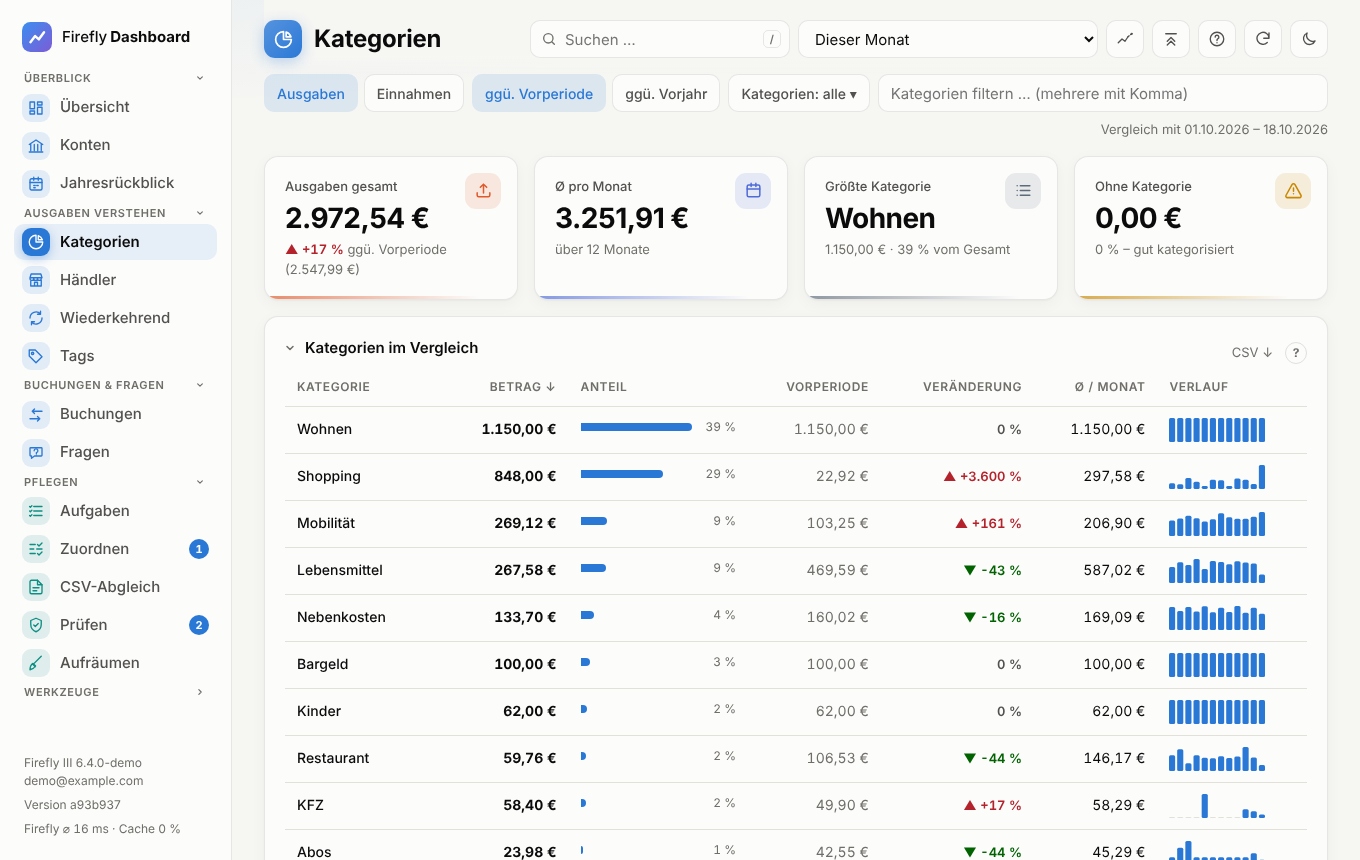 Firefly Dashboard
ÜBERBLICK
Übersicht
Konten
Jahresrückblick
AUSGABEN VERSTEHEN
Kategorien
Händler
Wiederkehrend
Tags
BUCHUNGEN & FRAGEN
Buchungen
Fragen
PFLEGEN
Aufgaben
Zuordnen 1
CSV-Abgleich
Prüfen 2
Aufräumen
WERKZEUGE
Firefly III 6.4.0-demo
demo@example.com
Version a93b937
Firefly ⌀ 16 ms · Cache 0 %
Kategorien
Suchen … /
Dieser Monat
Ausgaben Einnahmen ggü. Vorperiode ggü. Vorjahr Kategorien: alle ▾ Kategorien filtern … (mehrere mit Komma)
Vergleich mit 01.10.2026 – 18.10.2026
Ausgaben gesamt
2.972,54 €
▲ +17 % ggü. Vorperiode
(2.547,99 €)
Ø pro Monat
3.251,91 €
über 12 Monate
Größte Kategorie
Wohnen
1.150,00 € · 39 % vom Gesamt
Ohne Kategorie
0,00 €
0 % – gut kategorisiert
Kategorien im Vergleich
CSV ↓ ?
KATEGORIE BETRAG ↓ ANTEIL VORPERIODE VERÄNDERUNG Ø / MONAT VERLAUF
Wohnen 1.150,00 € 39 % 1.150,00 € 0 % 1.150,00 €
Shopping 848,00 € 29 % 22,92 € ▲ +3.600 % 297,58 €
Mobilität 269,12 € 9 % 103,25 € ▲ +161 % 206,90 €
Lebensmittel 267,58 € 9 % 469,59 € ▼ -43 % 587,02 €
Nebenkosten 133,70 € 4 % 160,02 € ▼ -16 % 169,09 €
Bargeld 100,00 € 3 % 100,00 € 0 % 100,00 €
Kinder 62,00 € 2 % 62,00 € 0 % 62,00 €
Restaurant 59,76 € 2 % 106,53 € ▼ -44 % 146,17 €
KFZ 58,40 € 2 % 49,90 € ▲ +17 % 58,29 €
Abos 23,98 € 1 % 42,55 € ▼ -44 % 45,29 €